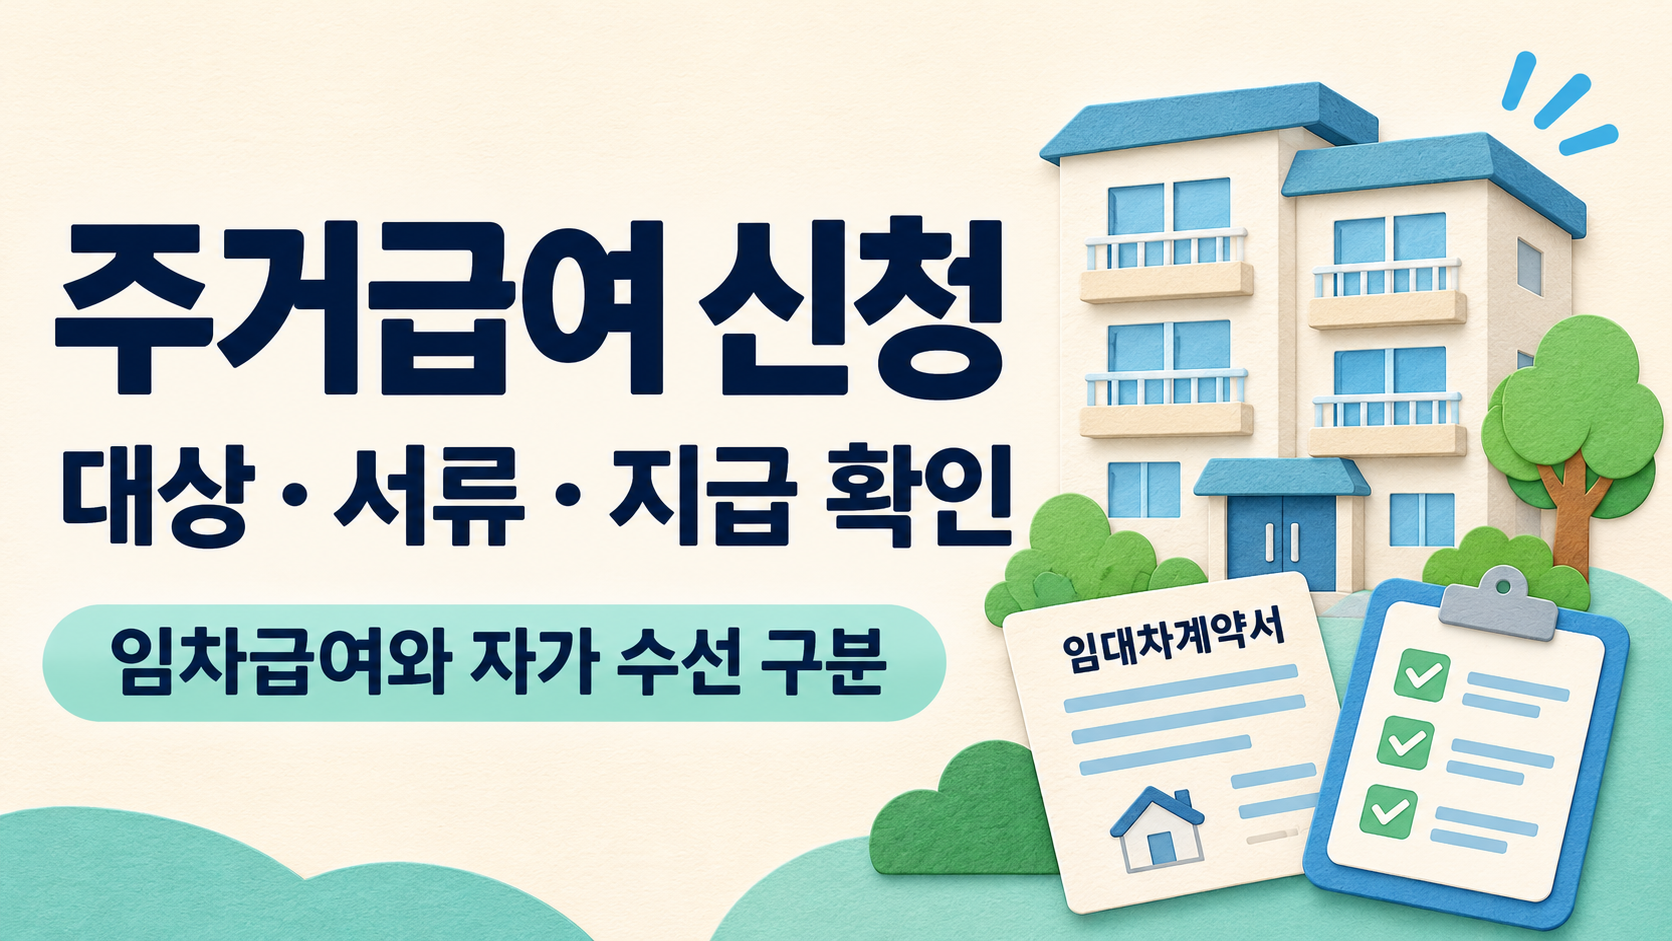 주거급여 신청
대상 · 서류 · 지급 확인
임차급여와 자가 수선 구분
임대차계약서